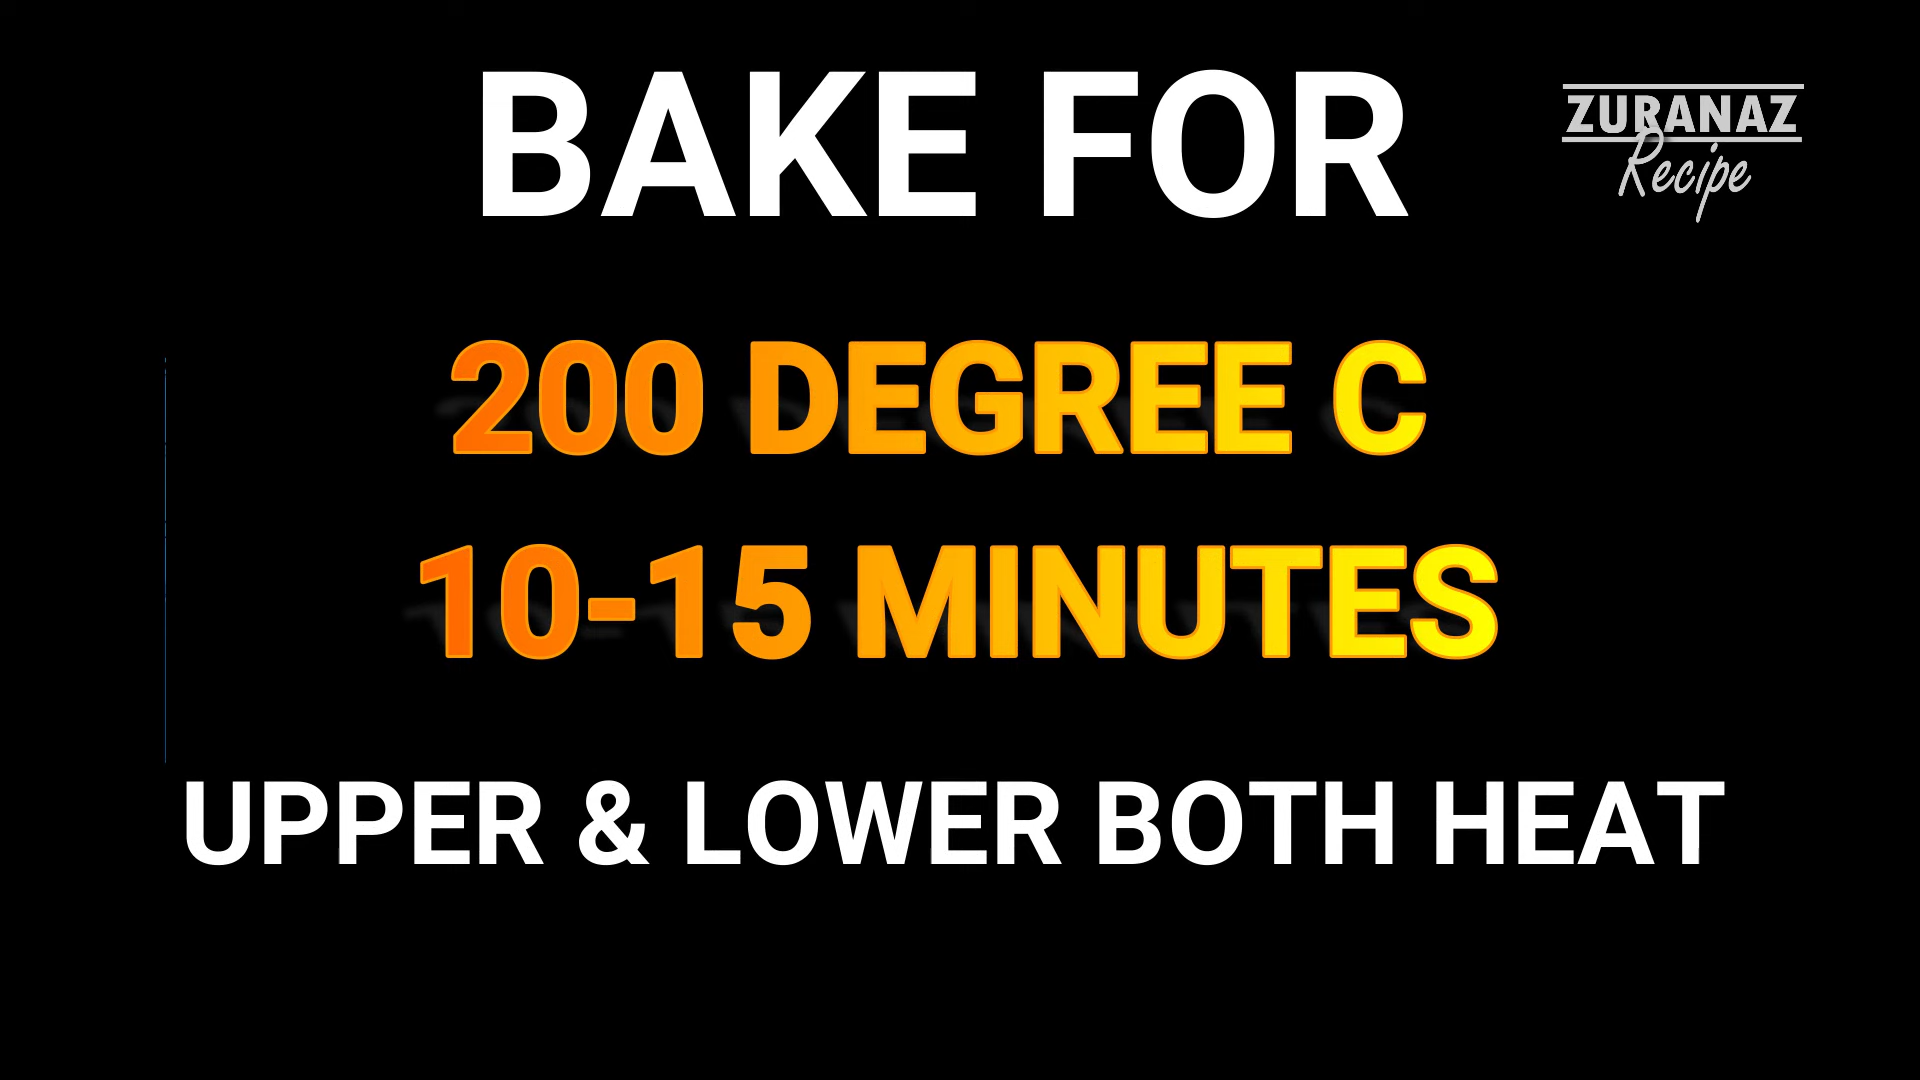 BAKE FOR
ZURANAZ
Recipe
200 DEGREE C
10-15 MINUTES
UPPER & LOWER BOTH HEAT